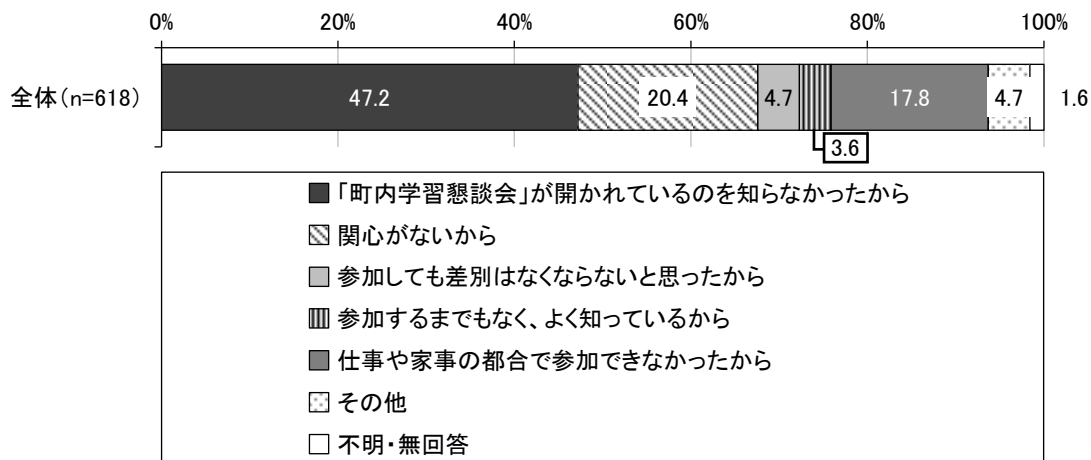 0% 20% 40% 60% 80% 100%
全体(n=618) 47.2 20.4 4.7 17.8 4.7 1.6
3.6
「町内学習懇談会」が開かれているのを知らなかったから
関心がないから
参加しても差別はなくならないと思ったから
参加するまでもなく、よく知っているから
仕事や家事の都合で参加できなかったから
その他
不明・無回答